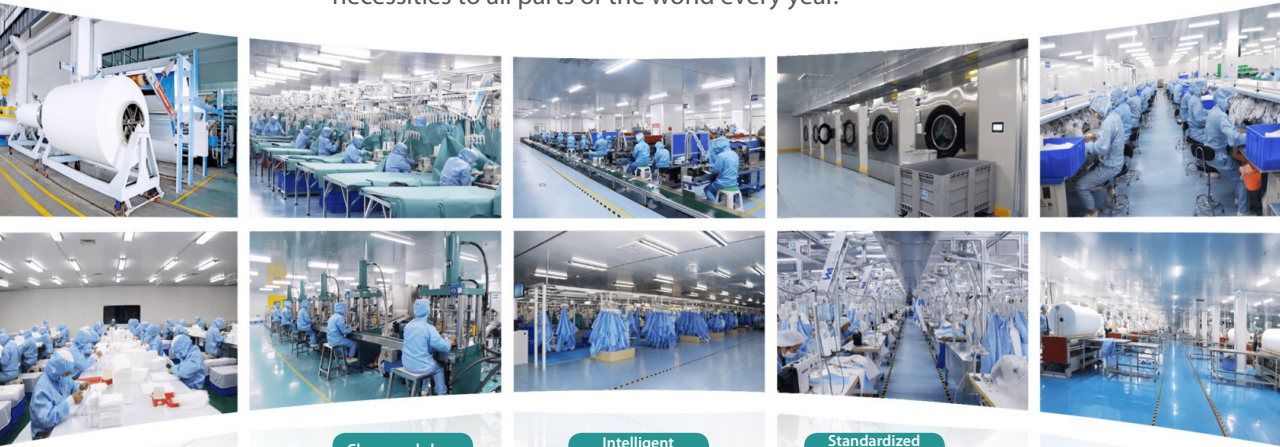 necessities to all parts of the world every year.
Intelligent
Standardized